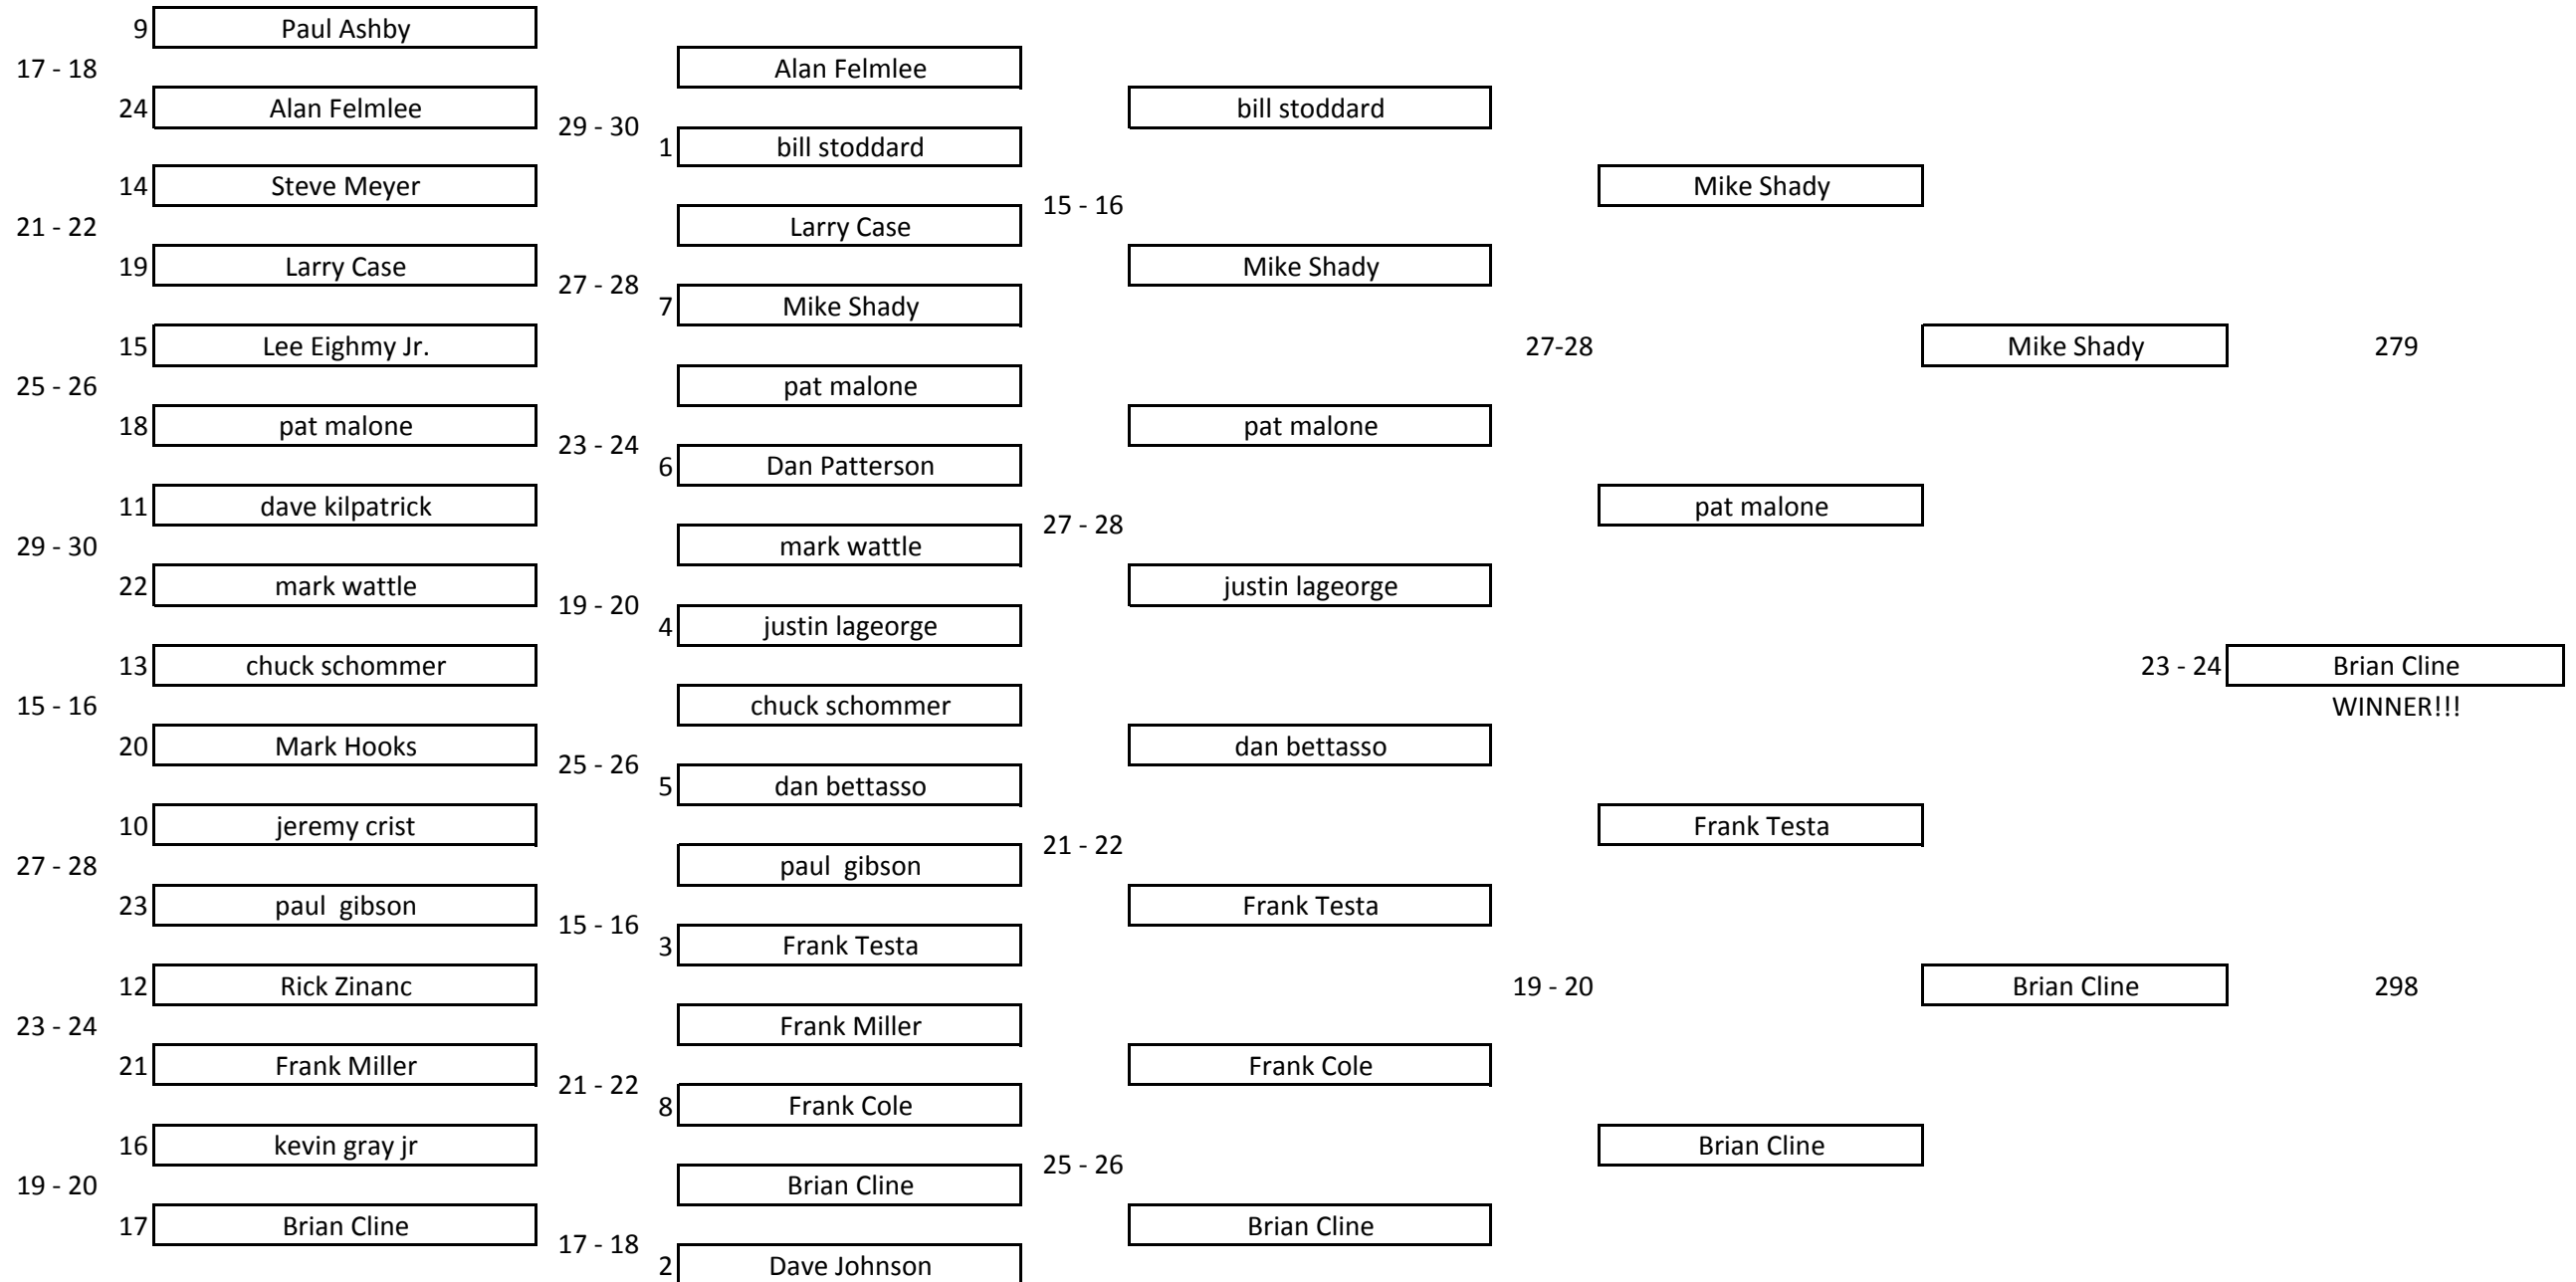 9 Paul Ashby
17 - 18 Alan Felmlee
24 Alan Felmlee bill stoddard
29 - 30
1 bill stoddard
14 Steve Meyer Mike Shady
15 - 16
21 - 22 Larry Case
19 Larry Case Mike Shady
27 - 28
7 Mike Shady
15 Lee Eighmy Jr. 27-28 Mike Shady 279
25 - 26 pat malone
18 pat malone pat malone
23 - 24
6 Dan Patterson
11 dave kilpatrick pat malone
27 - 28
29 - 30 mark wattle
22 mark wattle justin lageorge
19 - 20
4 justin lageorge
13 chuck schommer 23 - 24 Brian Cline
15 - 16 chuck schommer WINNER!!!
20 Mark Hooks dan bettasso
25 - 26
5 dan bettasso
10 jeremy crist Frank Testa
21 - 22
27 - 28 paul  gibson
23 paul  gibson Frank Testa
15 - 16
3 Frank Testa
12 Rick Zinanc 19 - 20 Brian Cline 298
23 - 24 Frank Miller
21 Frank Miller Frank Cole
21 - 22
8 Frank Cole
16 kevin gray jr Brian Cline
25 - 26
19 - 20 Brian Cline
17 Brian Cline Brian Cline
17 - 18
2 Dave Johnson